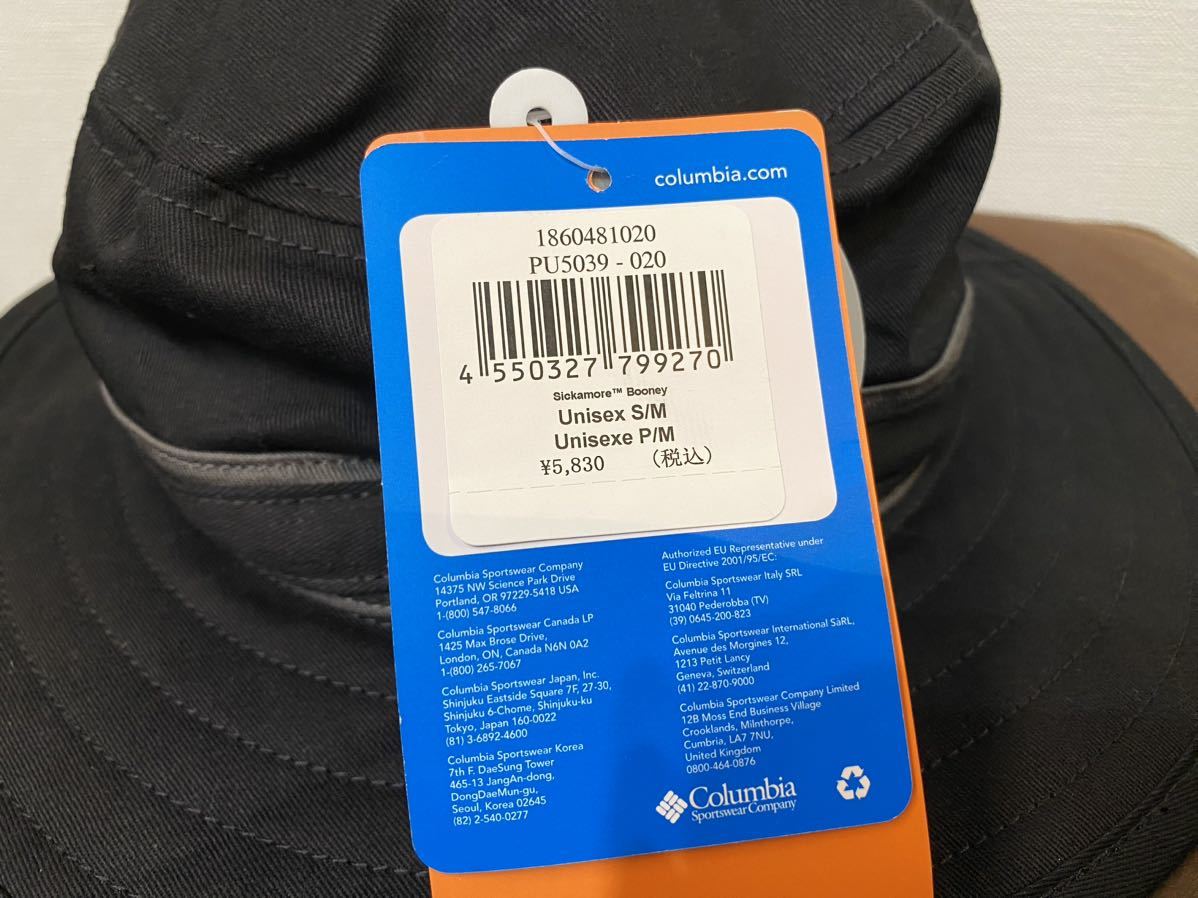 columbia.com
1860481020
PU5039 - 020
4 550327 799270
Sickamore™ Booney
Unisex S/M
Unisexe P/M
¥5,830 (税込)
Columbia Sportswear Company
14375 NW Science Park Drive
Portland, OR 97229-5418 USA
1-(800) 547-8066
Columbia Sportswear Canada LP
1425 Max Brose Drive,
London, ON, Canada N6N 0A2
1-(800) 265-7067
Columbia Sportswear Japan, Inc.
Shinjuku Eastside Square 7F, 27-30,
Shinjuku 6-Chome, Shinjuku-ku
Tokyo, Japan 160-0022
(81) 3-6892-4600
Columbia Sportswear Korea
7th F. DaeSung Tower
465-13 JangAn-dong,
DongDaeMun-gu,
Seoul, Korea 02645
(82) 2-540-0277
Authorized EU Representative under
EU Directive 2001/95/EC:
Columbia Sportswear Italy SRL
Via Feltrina 11
31040 Pederobba (TV)
(39) 0645-200-823
Columbia Sportswear International SàRL,
Avenue des Morgines 12,
1213 Petit Lancy
Geneva, Switzerland
(41) 22-870-9000
Columbia Sportswear Company Limited
12B Moss End Business Village
Crooklands, Milnthorpe,
Cumbria, LA7 7NU,
United Kingdom
0800-464-0876
Columbia
Sportswear Company